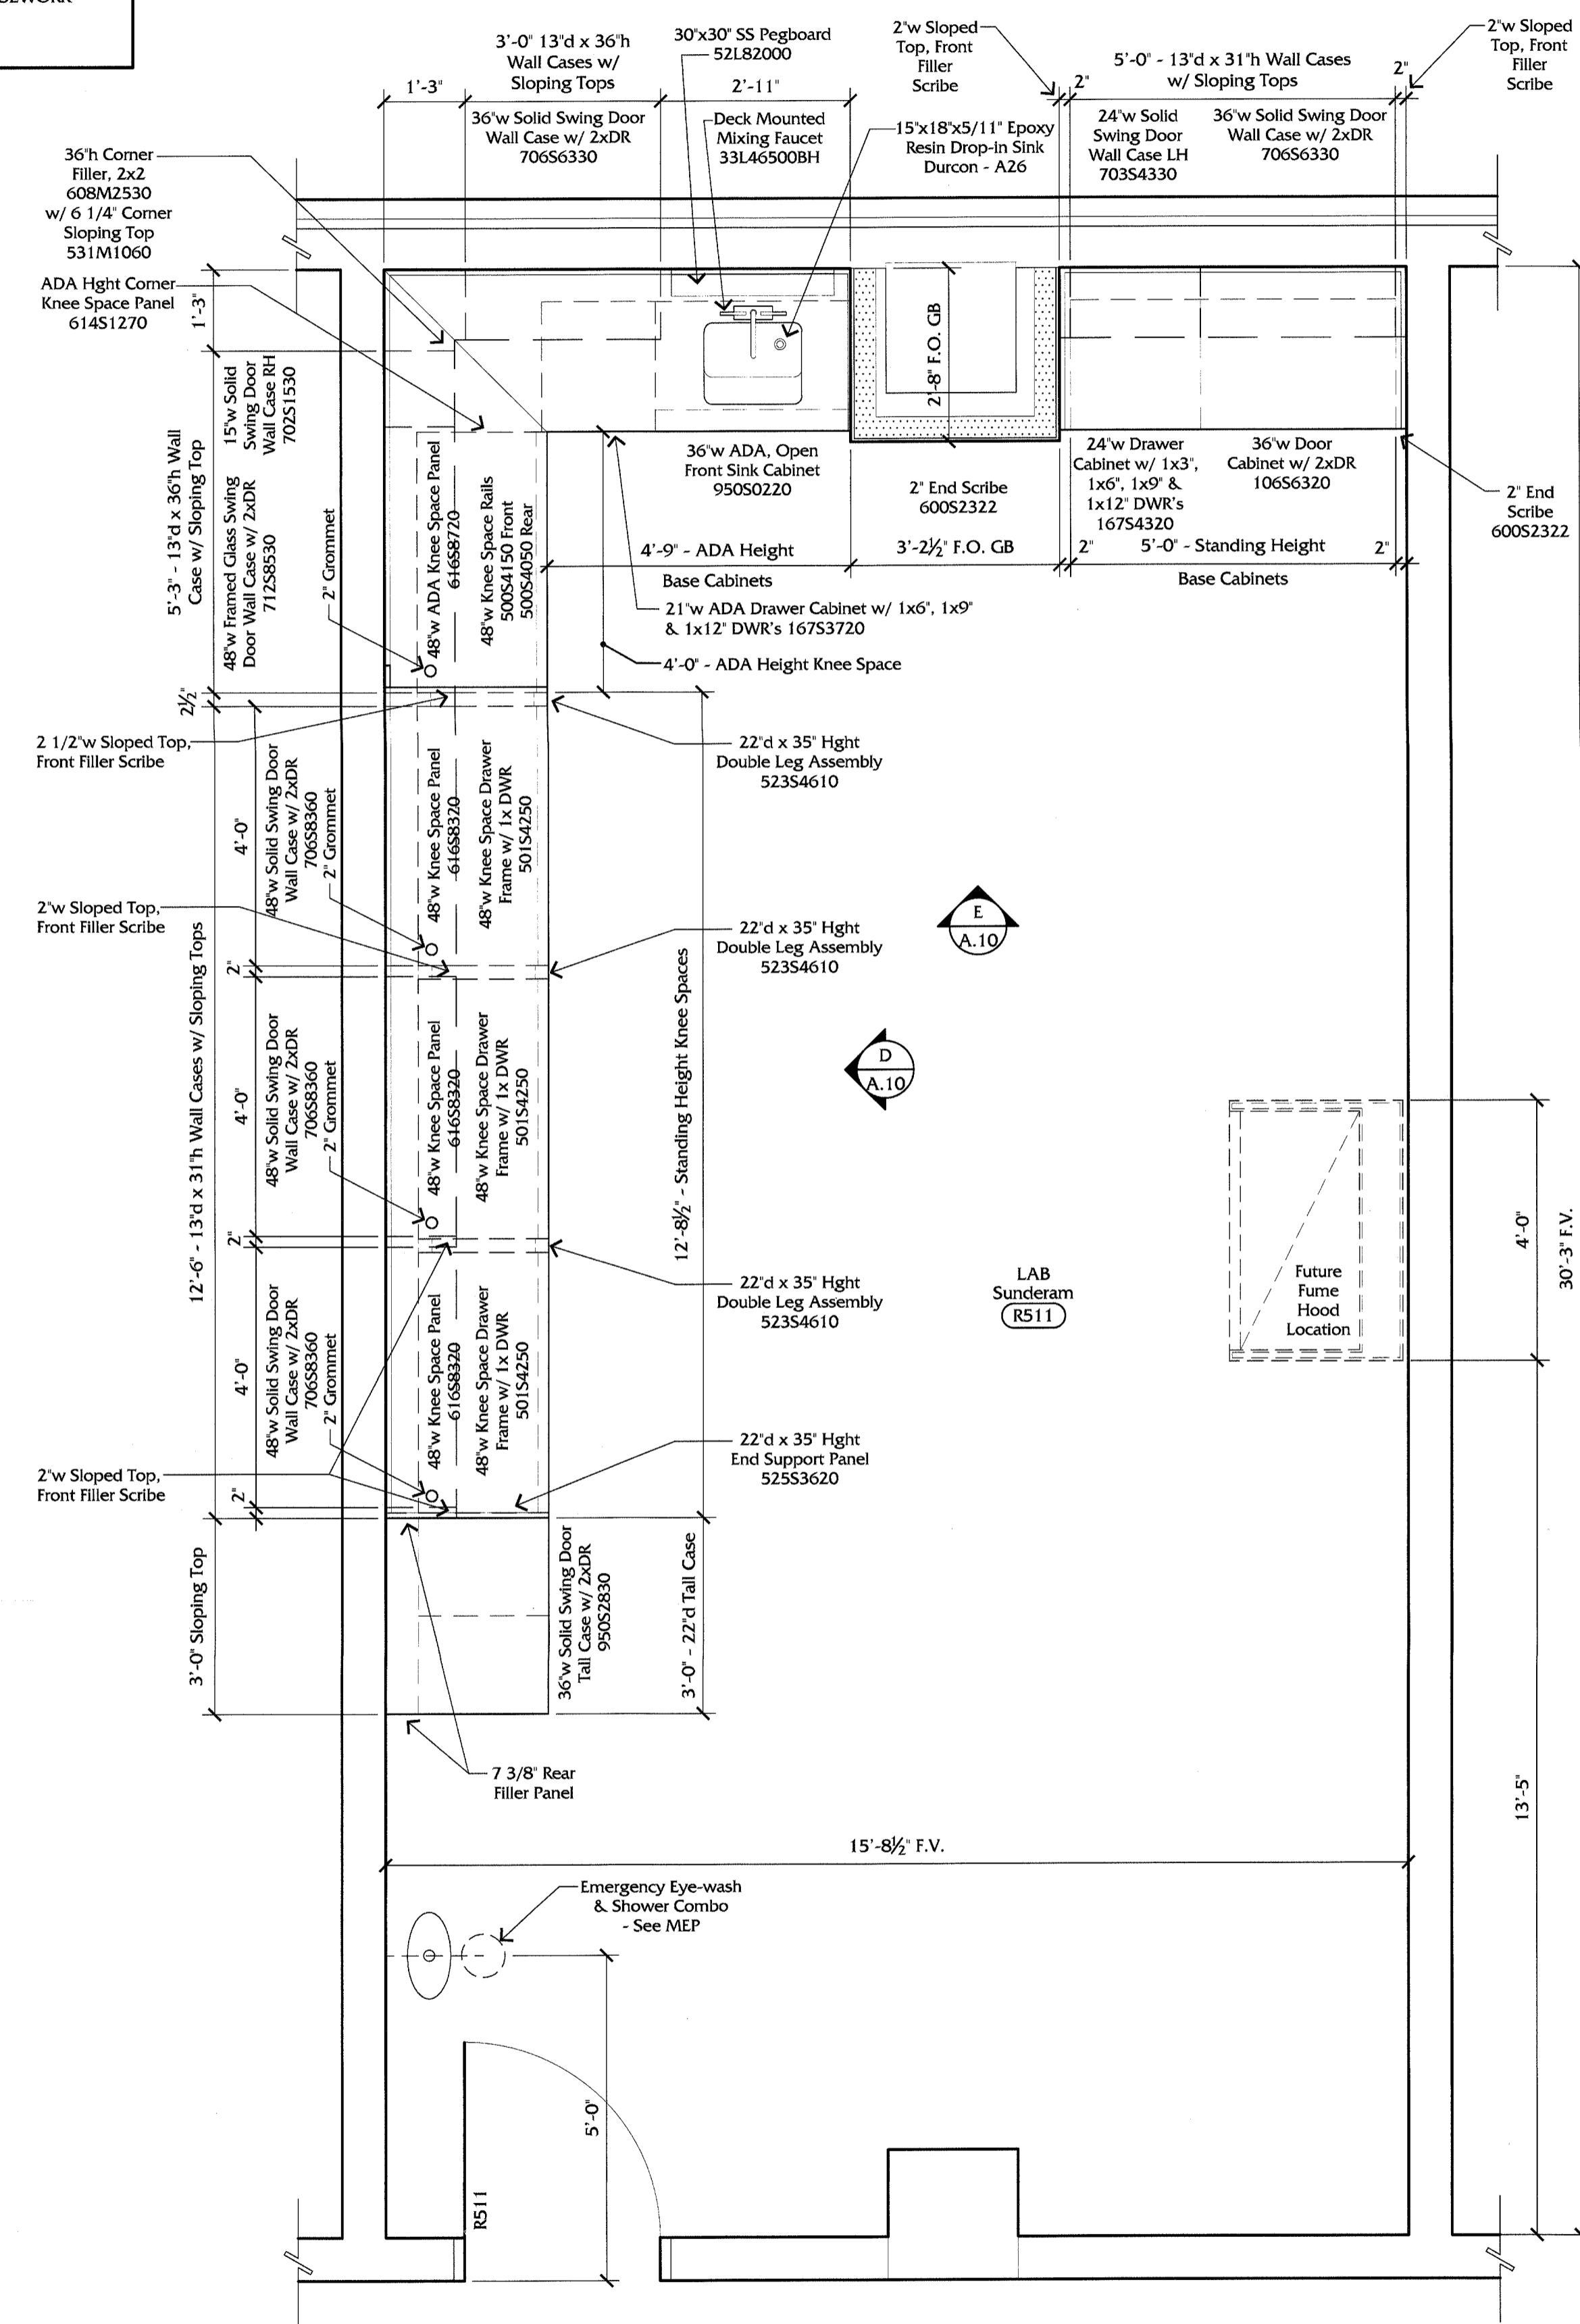 3'-0" 13"d x 36"h
Wall Cases w/
Sloping Tops
30"x30" SS Pegboard
52L82000
2"w Sloped
Top, Front
Filler
Scribe
5'-0" - 13"d x 31"h Wall Cases
w/ Sloping Tops
2"w Sloped
Top, Front
Filler
Scribe
1'-3"
2'-11"
2"
2"
36"w Solid Swing Door
Wall Case w/ 2xDR
706S6330
Deck Mounted
Mixing Faucet
33L46500BH
15"x18"x5/11" Epoxy
Resin Drop-in Sink
Durcon - A26
24"w Solid
Swing Door
Wall Case LH
703S4330
36"w Solid Swing Door
Wall Case w/ 2xDR
706S6330
36"h Corner
Filler, 2x2
608M2530
w/ 6 1/4" Corner
Sloping Top
531M1060
ADA Hght Corner
Knee Space Panel
614S1270
1'-3"
5'-3" - 13"d x 36"h Wall
Case w/ Sloping Top
15"w Solid
Swing Door
Wall Case RH
702S1530
48"w Framed Glass Swing
Door Wall Case w/ 2xDR
712S8530
2" Grommet
48"w ADA Knee Space Panel
616S8720
48"w Knee Space Rails
500S4150 Front
500S4050 Rear
2'-8" F.O. GB
36"w ADA, Open
Front Sink Cabinet
950S0220
2" End Scribe
600S2322
24"w Drawer
Cabinet w/ 1x3",
1x6", 1x9" &
1x12" DWR's
167S4320
36"w Door
Cabinet w/ 2xDR
106S6320
2" End
Scribe
600S2322
4'-9" - ADA Height
Base Cabinets
3'-2½" F.O. GB
2"
5'-0" - Standing Height
2"
Base Cabinets
21"w ADA Drawer Cabinet w/ 1x6", 1x9"
& 1x12" DWR's 167S3720
4'-0" - ADA Height Knee Space
2½"
2 1/2"w Sloped Top,
Front Filler Scribe
22"d x 35" Hght
Double Leg Assembly
523S4610
4'-0"
48"w Solid Swing Door
Wall Case w/ 2xDR
706S8360
2" Grommet
48"w Knee Space Panel
616S8320
48"w Knee Space Drawer
Frame w/ 1x DWR
501S4250
2"w Sloped Top,
Front Filler Scribe
2"
22"d x 35" Hght
Double Leg Assembly
523S4610
E
A.10
12'-6" - 13"d x 31"h Wall Cases w/ Sloping Tops
4'-0"
48"w Solid Swing Door
Wall Case w/ 2xDR
706S8360
2" Grommet
48"w Knee Space Panel
616S8320
48"w Knee Space Drawer
Frame w/ 1x DWR
501S4250
12'-8½" - Standing Height Knee Spaces
D
A.10
2"
22"d x 35" Hght
Double Leg Assembly
523S4610
LAB
Sunderam
R511
Future
Fume
Hood
Location
4'-0"
30'-3" F.V.
4'-0"
48"w Solid Swing Door
Wall Case w/ 2xDR
706S8360
2" Grommet
48"w Knee Space Panel
616S8320
48"w Knee Space Drawer
Frame w/ 1x DWR
501S4250
22"d x 35" Hght
End Support Panel
525S3620
2"w Sloped Top,
Front Filler Scribe
2"
3'-0" Sloping Top
36"w Solid Swing Door
Tall Case w/ 2xDR
950S2830
3'-0" - 22"d Tall Case
7 3/8" Rear
Filler Panel
13'-5"
15'-8½" F.V.
Emergency Eye-wash
& Shower Combo
- See MEP
5'-0"
R511